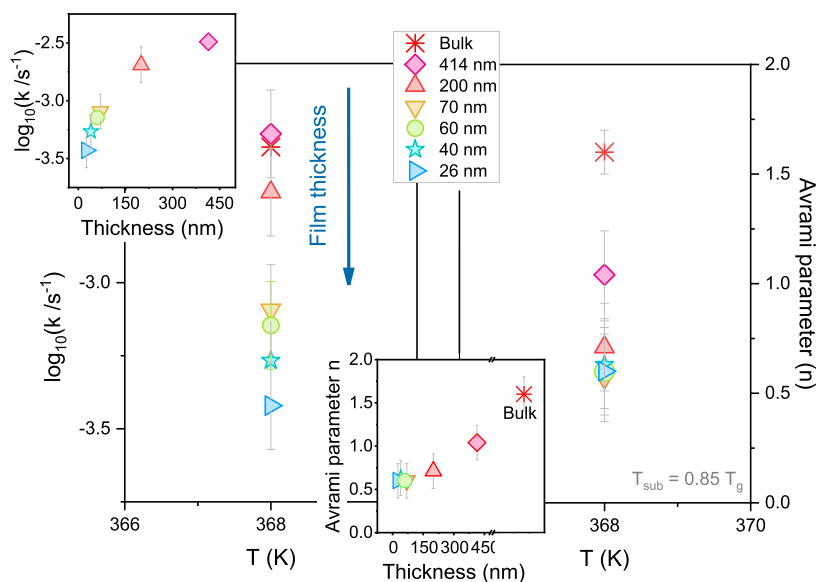 -2.5
-3.0
-3.5
log10(k /s-1)
0 150 300 450
Thickness (nm)
Film thickness
Bulk
414 nm
200 nm
70 nm
60 nm
40 nm
26 nm
-3.0
-3.5
log10(k /s-1)
366
368
T (K)
2.0
1.5
1.0
0.5
0.0
Avrami parameter n
Bulk
0 150 300 450
Thickness (nm)
2.0
1.5
1.0
0.5
0.0
Avrami parameter (n)
Tsub = 0.85 Tg
368
370
T (K)